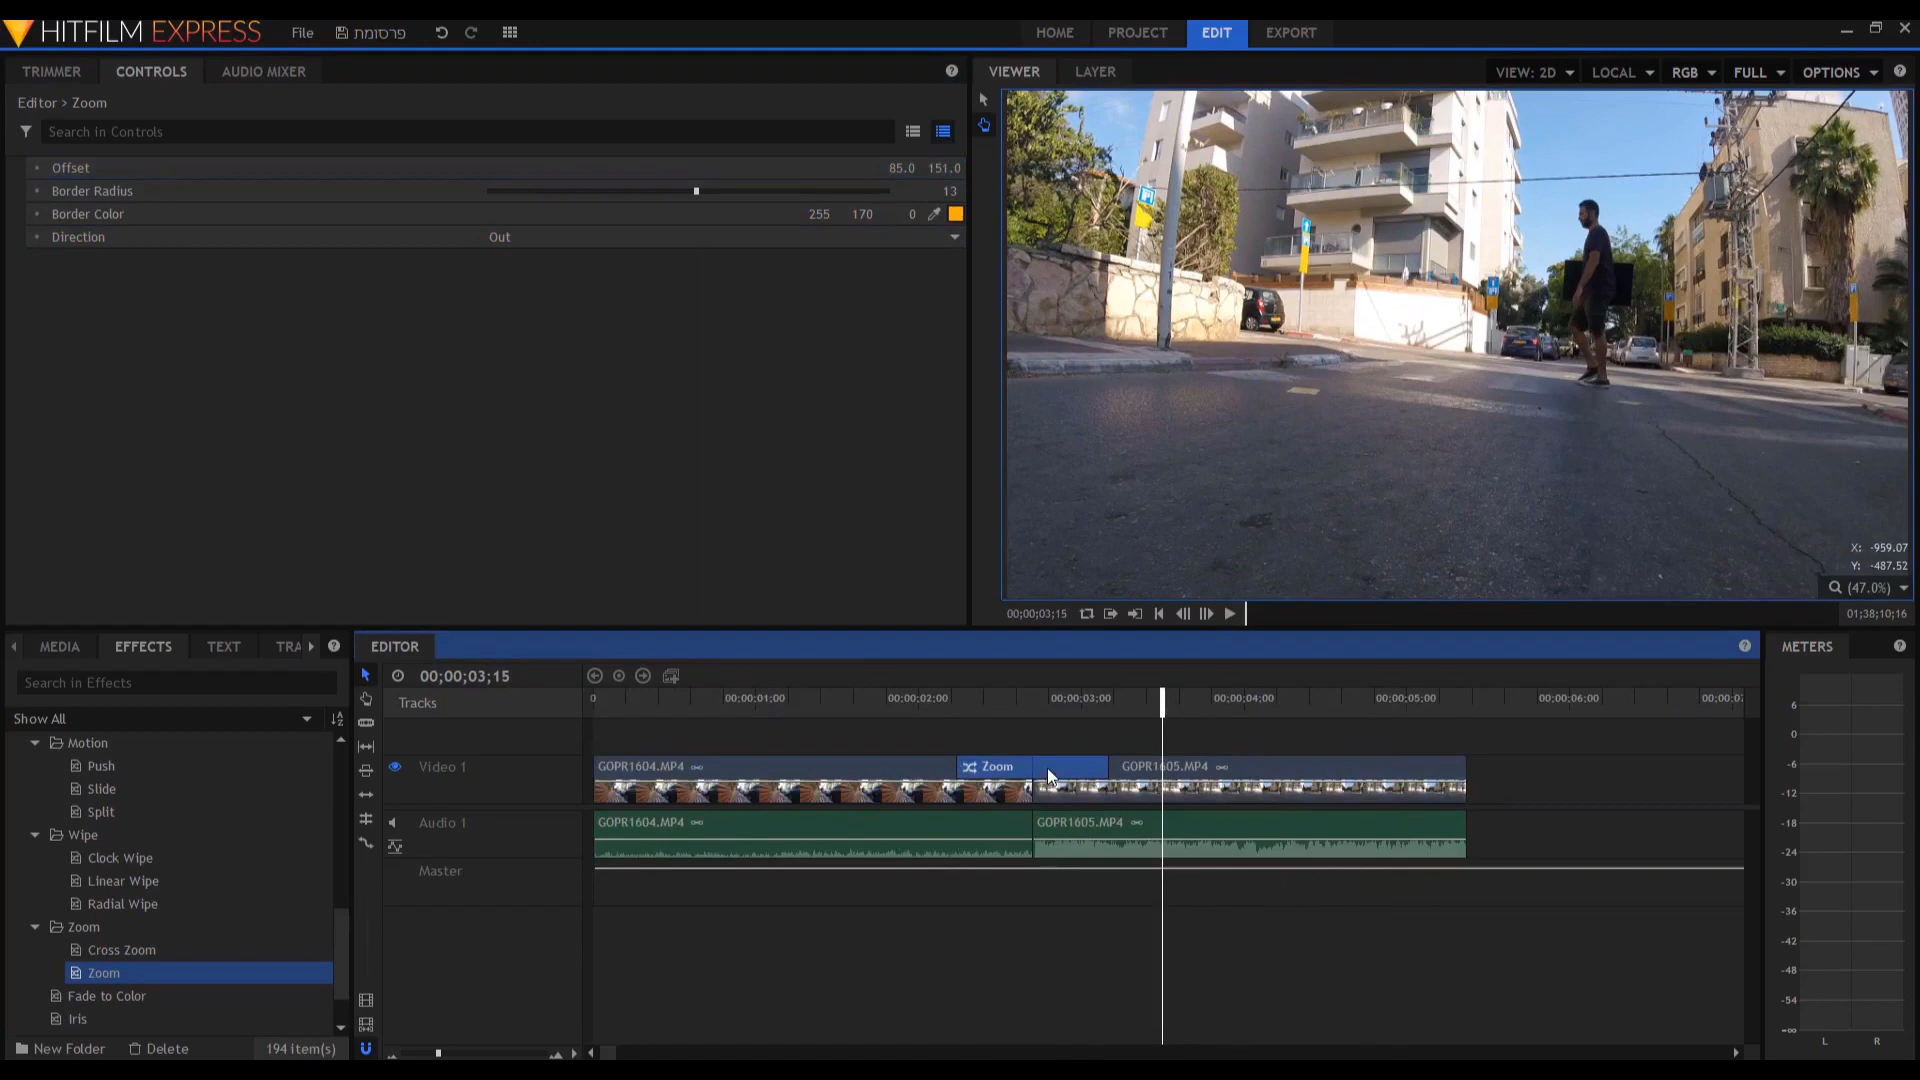 HITFILM EXPRESS File פרסומת HOME PROJECT EDIT EXPORT
TRIMMER CONTROLS AUDIO MIXER
VIEWER LAYER VIEW: 2D LOCAL RGB FULL OPTIONS
Editor > Zoom
Search in Controls
Offset 85.0 151.0
Border Radius 13
Border Color 255 170 0
Direction Out
X: -959.07
Y: -487.52
(47.0%)
00;00;03;15 01;38;10;16
MEDIA EFFECTS TEXT TRA
EDITOR
METERS
Search in Effects
00;00;03;15
Tracks
0 00;00;01;00 00;00;02;00 00;00;03;00 00;00;04;00 00;00;05;00 00;00;06;00 00;00;0
Show All
Motion
Push
Slide
Split
Wipe
Clock Wipe
Linear Wipe
Radial Wipe
Zoom
Cross Zoom
Zoom
Fade to Color
Iris
New Folder Delete 194 item(s)
Video 1 GOPR1604.MP4 Zoom GOPR1605.MP4
Audio 1 GOPR1604.MP4 GOPR1605.MP4
Master
6
0
-6
-12
-18
-24
-30
-36
-42
-48
-54
-∞
L R